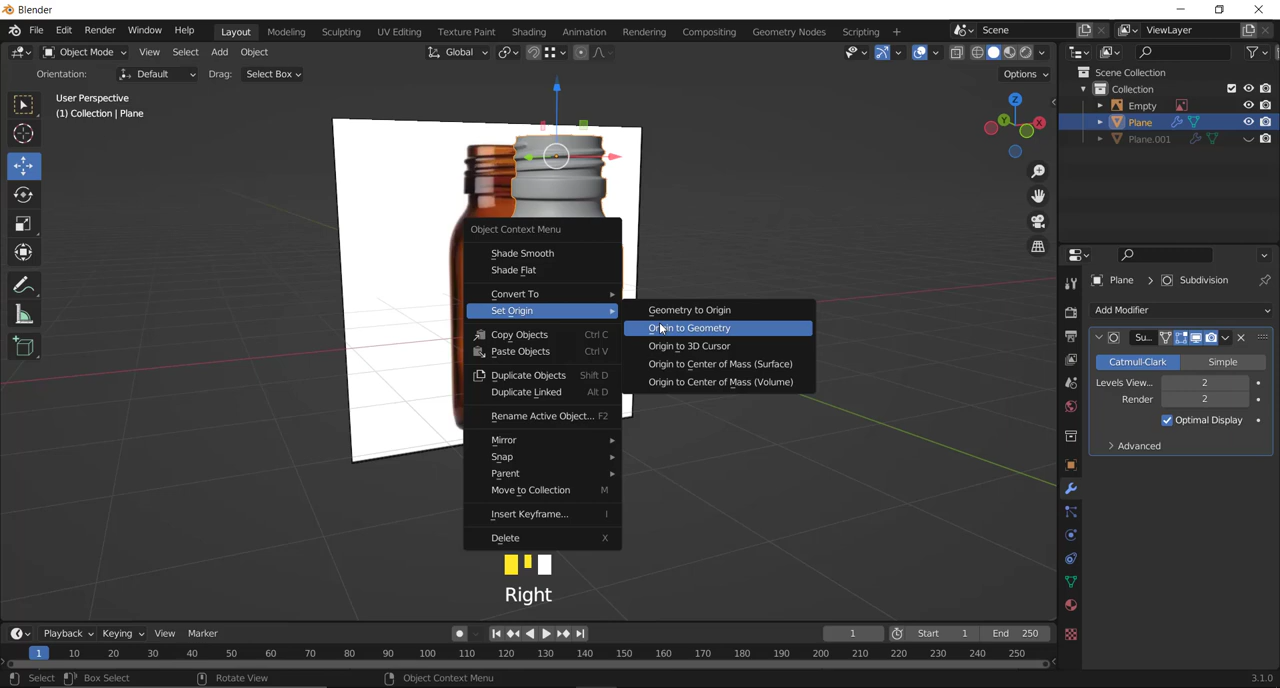 Blender
File Edit Render Window Help Layout Modeling Sculpting UV Editing Texture Paint Shading Animation Rendering Compositing Geometry Nodes Scripting + Scene ViewLayer
Object Mode View Select Add Object Global
Orientation: Default Drag: Select Box Options
User Perspective
(1) Collection | Plane
Z
Y
X
Scene Collection
Collection
Empty
Plane
Plane.001
Object Context Menu
Shade Smooth
Shade Flat
Convert To
Set Origin
Copy Objects Ctrl C
Paste Objects Ctrl V
Duplicate Objects Shift D
Duplicate Linked Alt D
Rename Active Object... F2
Mirror
Snap
Parent
Move to Collection M
Insert Keyframe... I
Delete X
Geometry to Origin
Origin to Geometry
Origin to 3D Cursor
Origin to Center of Mass (Surface)
Origin to Center of Mass (Volume)
Right
Plane > Subdivision
Add Modifier
Su...
Catmull-Clark Simple
Levels View... 2
Render 2
Optimal Display
Advanced
Playback Keying View Marker 1 Start 1 End 250
1 10 20 30 40 50 60 70 80 90 100 110 120 130 140 150 160 170 180 190 200 210 220 230 240 250
Select Box Select Rotate View Object Context Menu 3.1.0